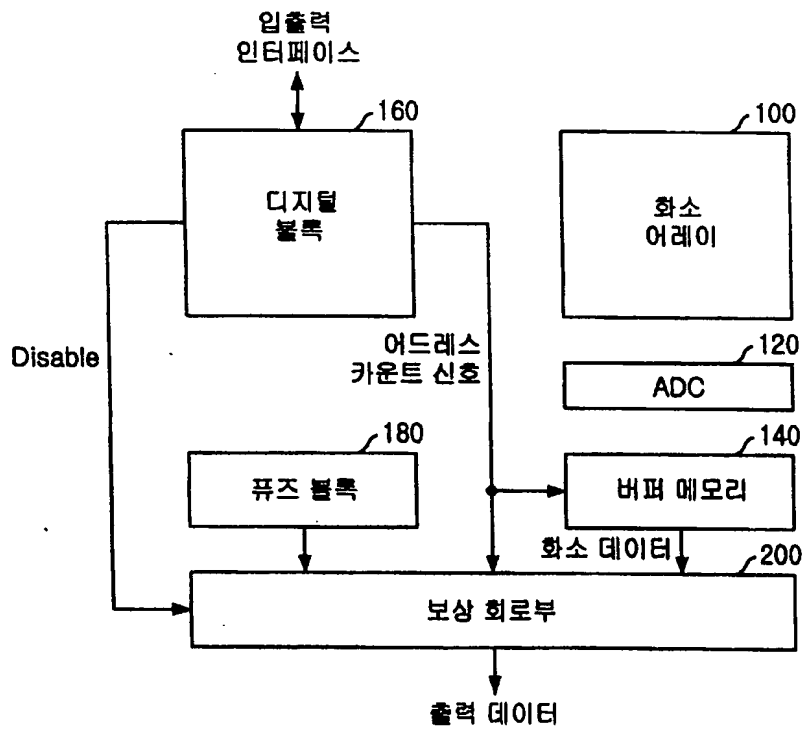 입출력
인터페이스
160
100
디지털
블록
화소
어레이
Disable
어드레스
카운트 신호
120
ADC
180
140
퓨즈 블록
버퍼 메모리
화소 데이터
200
보상 회로부
출력 데이터